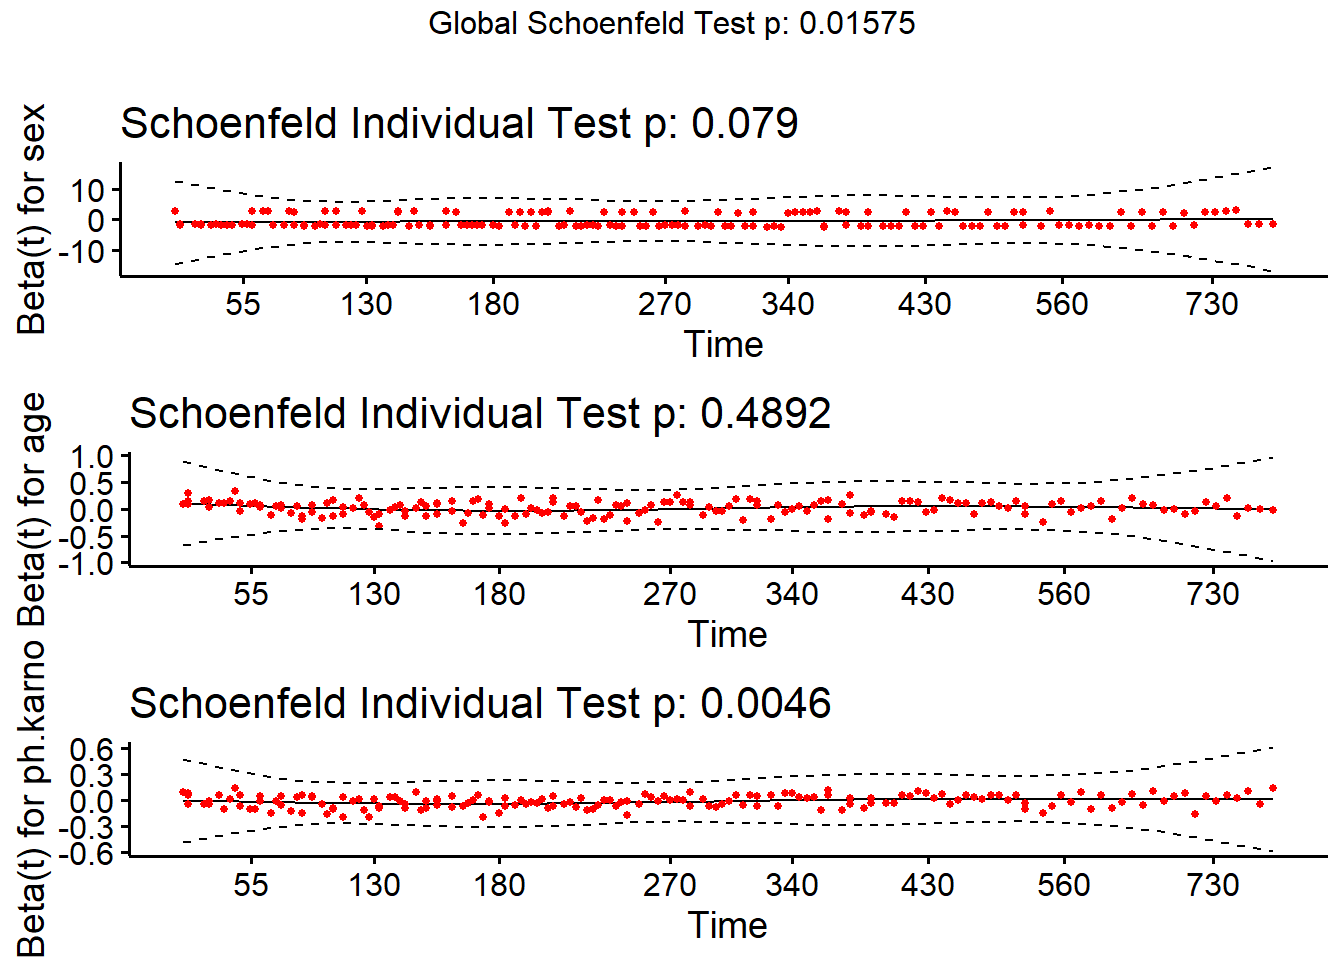 Global Schoenfeld Test p: 0.01575
Schoenfeld Individual Test p: 0.079
Beta(t) for sex
10
0
-10
55 130 180 270 340 430 560 730
Time
Schoenfeld Individual Test p: 0.4892
Beta(t) for age
1.0
0.5
0.0
-0.5
-1.0
55 130 180 270 340 430 560 730
Time
Schoenfeld Individual Test p: 0.0046
Beta(t) for ph.karno
0.6
0.3
0.0
-0.3
-0.6
55 130 180 270 340 430 560 730
Time